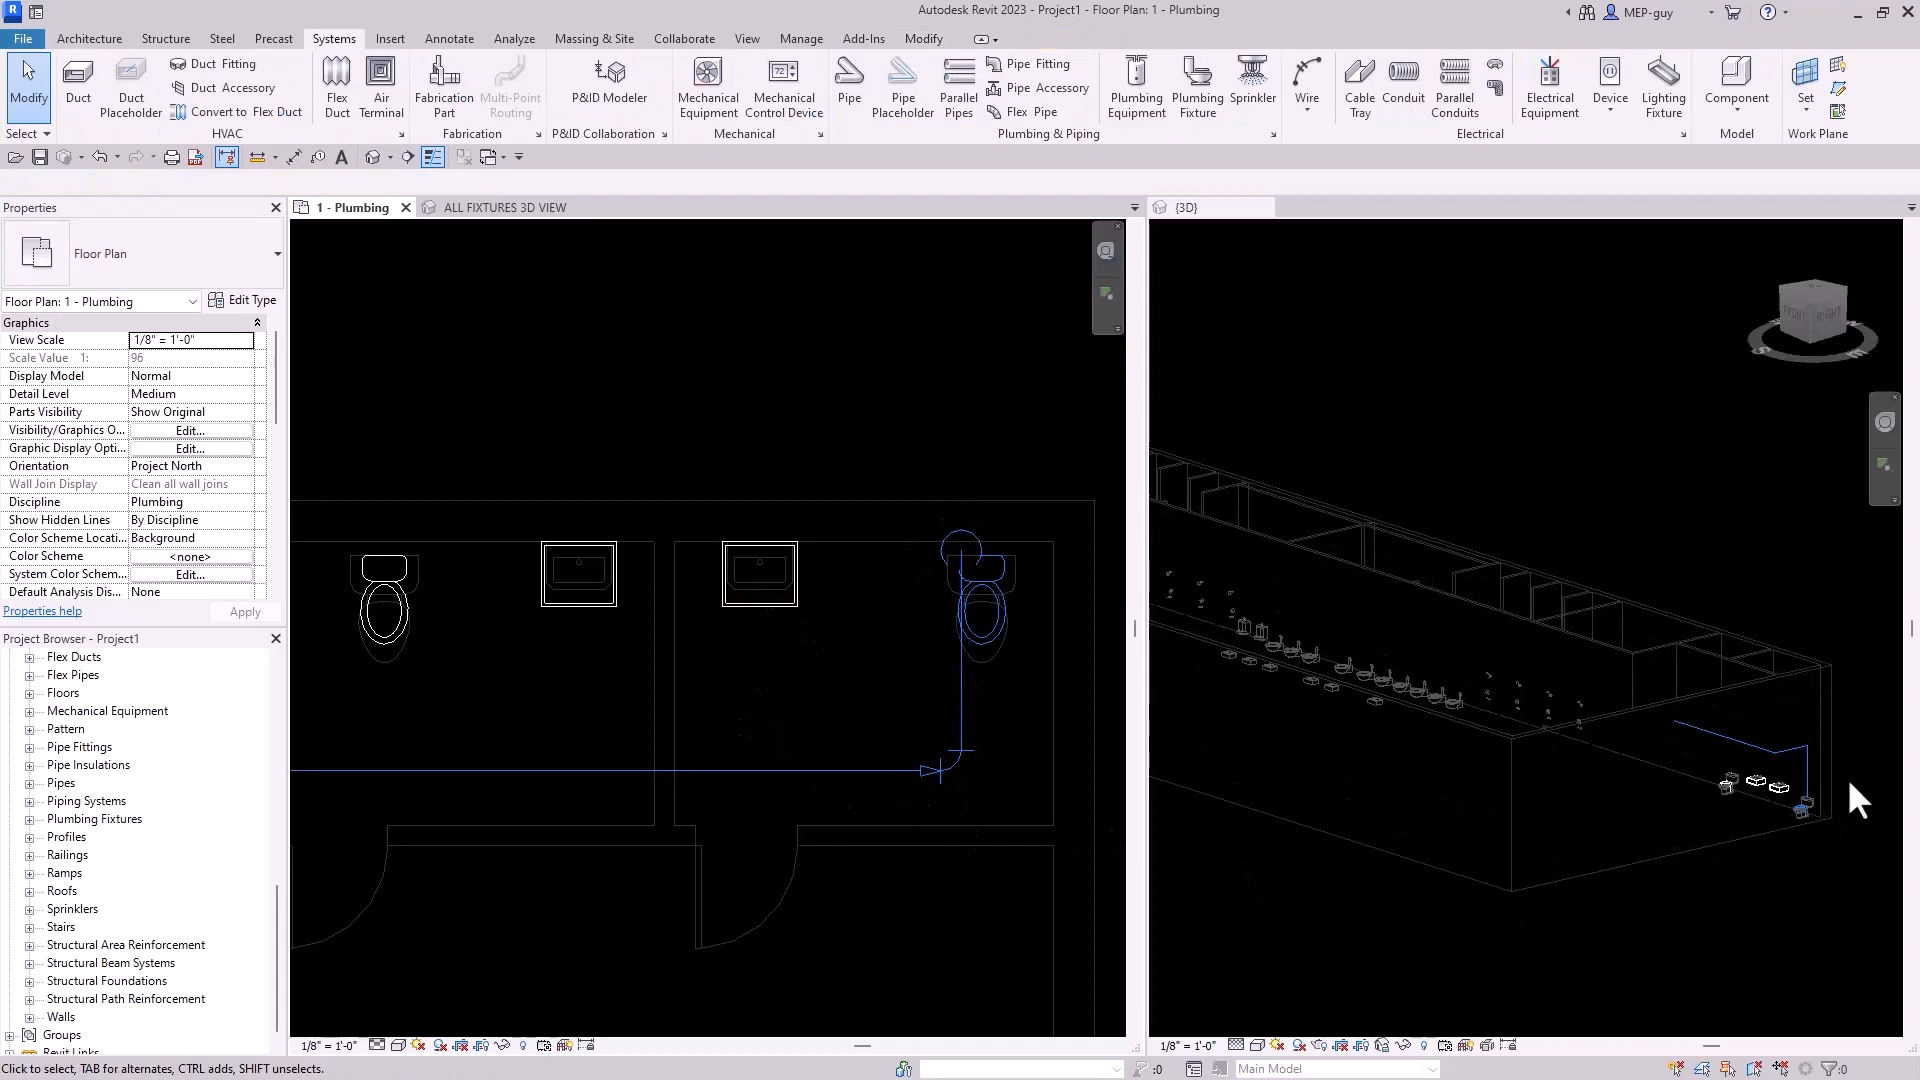 Autodesk Revit 2023 - Project1 - Floor Plan: 1 - Plumbing
MEP-guy
File Architecture Structure Steel Precast Systems Insert Annotate Analyze Massing & Site Collaborate View Manage Add-Ins Modify
Modify
Duct
Duct Placeholder
Duct Fitting
Duct Accessory
Convert to Flex Duct
Flex Duct
Air Terminal
Fabrication Part
Multi-Point Routing
P&ID Modeler
Mechanical Equipment
Mechanical Control Device
Pipe
Pipe Placeholder
Parallel Pipes
Pipe Fitting
Pipe Accessory
Flex Pipe
Plumbing Equipment
Plumbing Fixture
Sprinkler
Wire
Cable Tray
Conduit
Parallel Conduits
Electrical Equipment
Device
Lighting Fixture
Component
Set
Select HVAC Fabrication P&ID Collaboration Mechanical Plumbing & Piping Electrical Model Work Plane
Properties
1 - Plumbing
ALL FIXTURES 3D VIEW
{3D}
Floor Plan
Floor Plan: 1 - Plumbing
Edit Type
Graphics
View Scale 1/8" = 1'-0"
Scale Value 1: 96
Display Model Normal
Detail Level Medium
Parts Visibility Show Original
Visibility/Graphics O... Edit...
Graphic Display Opti... Edit...
Orientation Project North
Wall Join Display Clean all wall joins
Discipline Plumbing
Show Hidden Lines By Discipline
Color Scheme Locati... Background
Color Scheme <none>
System Color Schem... Edit...
Default Analysis Dis... None
Properties help
Apply
Project Browser - Project1
Flex Ducts
Flex Pipes
Floors
Mechanical Equipment
Pattern
Pipe Fittings
Pipe Insulations
Pipes
Piping Systems
Plumbing Fixtures
Profiles
Railings
Ramps
Roofs
Sprinklers
Stairs
Structural Area Reinforcement
Structural Beam Systems
Structural Foundations
Structural Path Reinforcement
Walls
Groups
Revit Links
FRONT RIGHT
1/8" = 1'-0"
1/8" = 1'-0"
Click to select, TAB for alternates, CTRL adds, SHIFT unselects.
:0
Main Model
:0